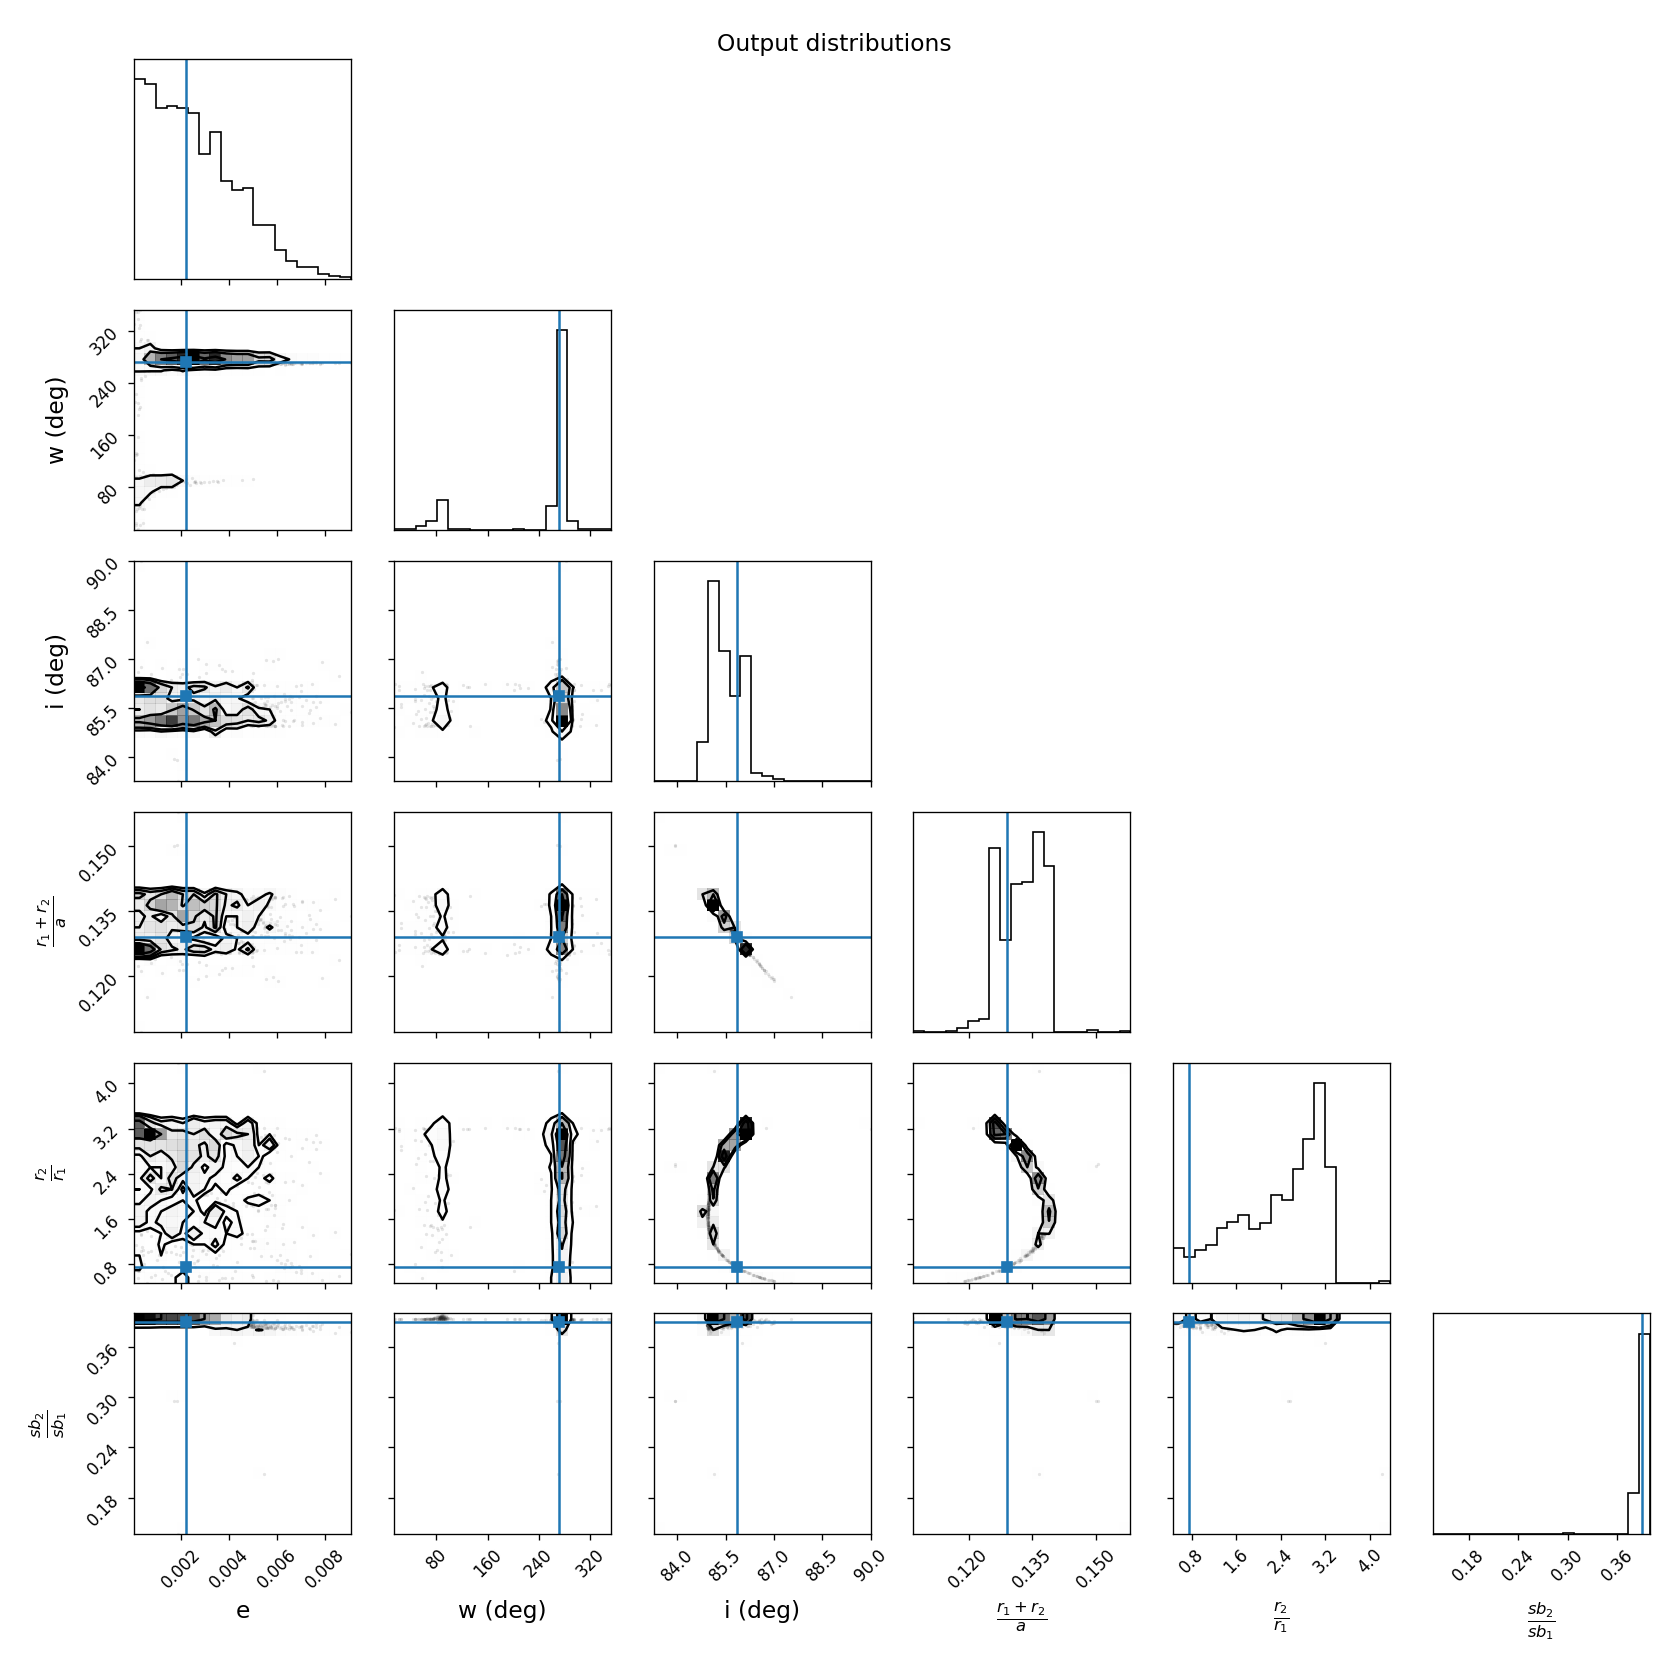 Output distributions
w (deg)
320
240
160
80
i (deg)
90.0
88.5
87.0
85.5
84.0
r₁ + r₂
a
0.150
0.135
0.120
r₂
r₁
4.0
3.2
2.4
1.6
0.8
sb₂
sb₁
0.36
0.30
0.24
0.18
0.002 0.004 0.006 0.008
80 160 240 320
84.0 85.5 87.0 88.5 90.0
0.120 0.135 0.150
0.8 1.6 2.4 3.2 4.0
0.18 0.24 0.30 0.36
e
w (deg)
i (deg)
r₁ + r₂
a
r₂
r₁
sb₂
sb₁